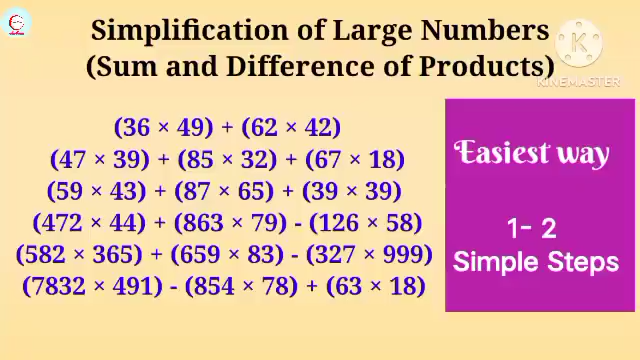 Simplification of Large Numbers
(Sum and Difference of Products)
KINEMASTER
(36 × 49) + (62 × 42)
(47 × 39) + (85 × 32) + (67 × 18)
(59 × 43) + (87 × 65) + (39 × 39)
(472 × 44) + (863 × 79) - (126 × 58)
(582 × 365) + (659 × 83) - (327 × 999)
(7832 × 491) - (854 × 78) + (63 × 18)
Easiest way
1- 2
Simple Steps